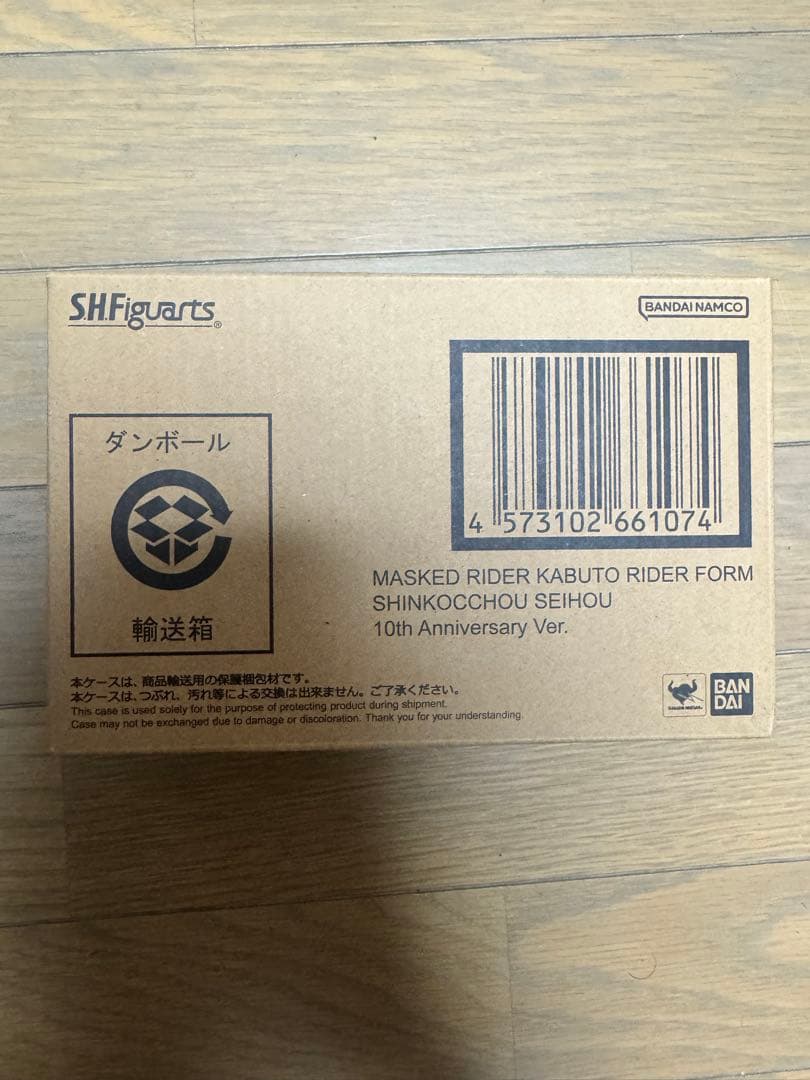 S.H.Figuarts®
BANDAI NAMCO
ダンボール
輸送箱
4 573102 661074
MASKED RIDER KABUTO RIDER FORM
SHINKOCCHOU SEIHOU
10th Anniversary Ver.
本ケースは、商品輸送用の保護梱包材です。
本ケースは、つぶれ、汚れ等による交換は出来ません。ご了承ください。
This case is used solely for the purpose of protecting product during shipment.
Case may not be exchanged due to damage or discoloration. Thank you for your understanding.
BAN
DAI